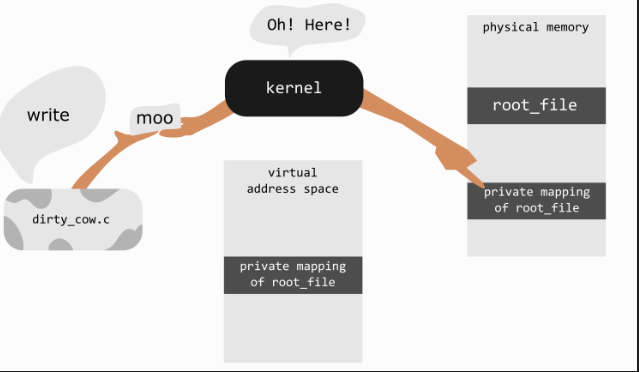 Oh! Here!
kernel
write
moo
dirty_cow.c
virtual
address space
private mapping
of root_file
physical memory
root_file
private mapping
of root_file